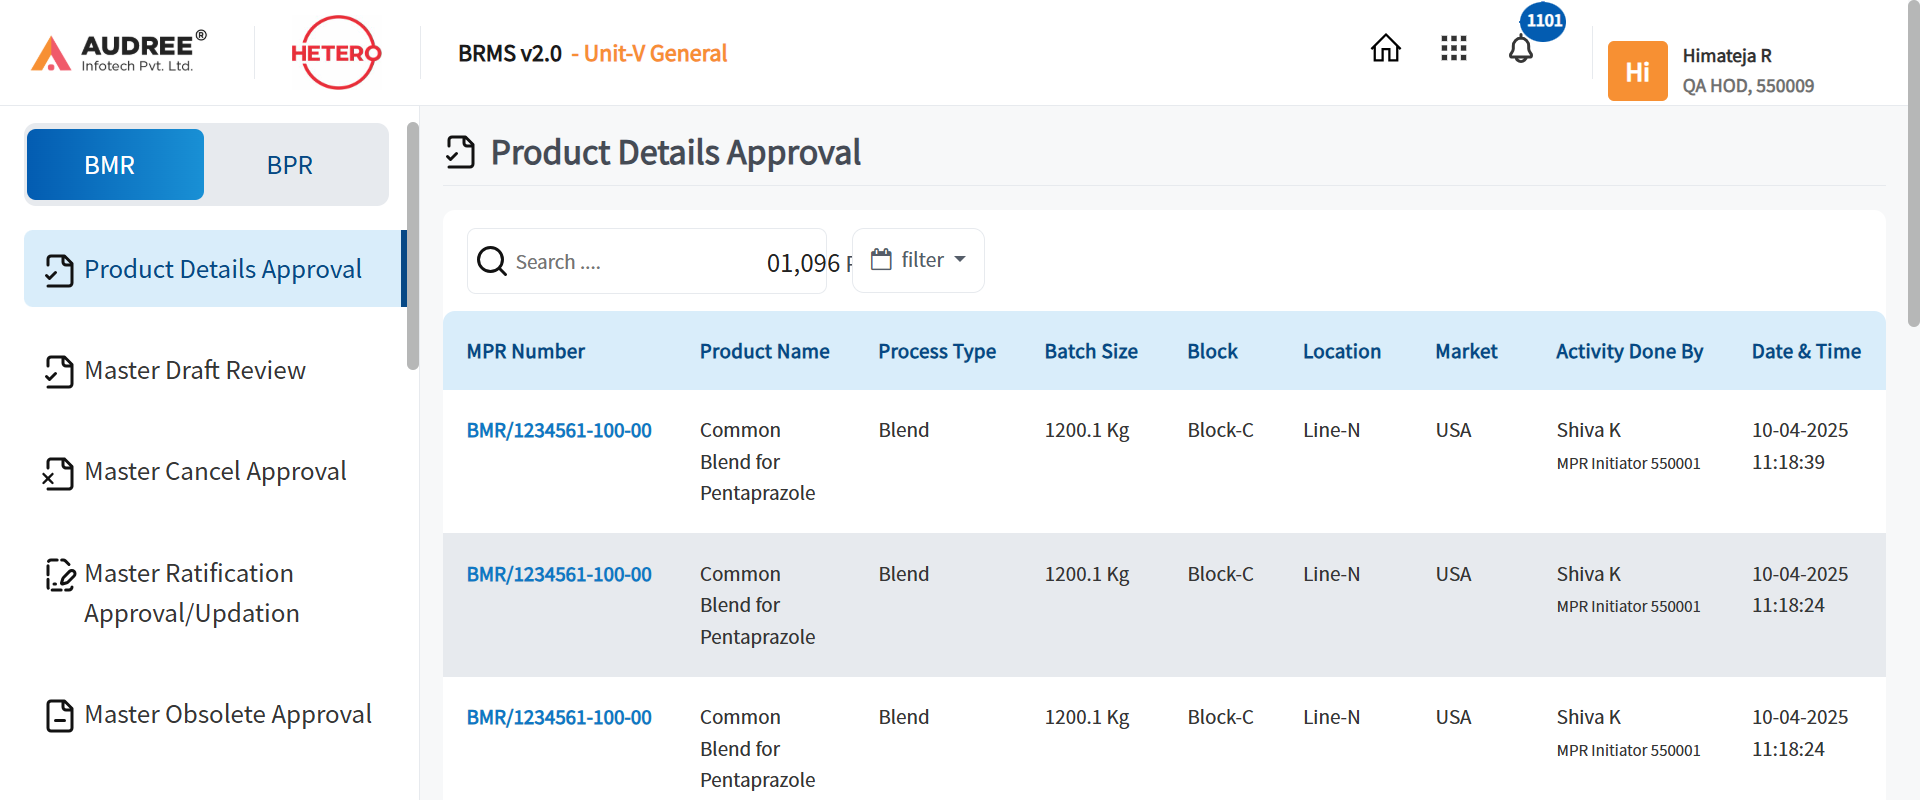 AUDREE®
Infotech Pvt. Ltd.
HETERO
BRMS v2.0 - Unit-V General
1101
Hi
Himateja R
QA HOD, 550009
BMR
BPR
Product Details Approval
Master Draft Review
Master Cancel Approval
Master Ratification
Approval/Updation
Master Obsolete Approval
Product Details Approval
Search ....
01,096
filter
MPR Number Product Name Process Type Batch Size Block Location Market Activity Done By Date & Time
BMR/1234561-100-00 Common Blend 1200.1 Kg Block-C Line-N USA Shiva K 10-04-2025
Blend for MPR Initiator 550001 11:18:39
Pentaprazole
BMR/1234561-100-00 Common Blend 1200.1 Kg Block-C Line-N USA Shiva K 10-04-2025
Blend for MPR Initiator 550001 11:18:24
Pentaprazole
BMR/1234561-100-00 Common Blend 1200.1 Kg Block-C Line-N USA Shiva K 10-04-2025
Blend for MPR Initiator 550001 11:18:24
Pentaprazole